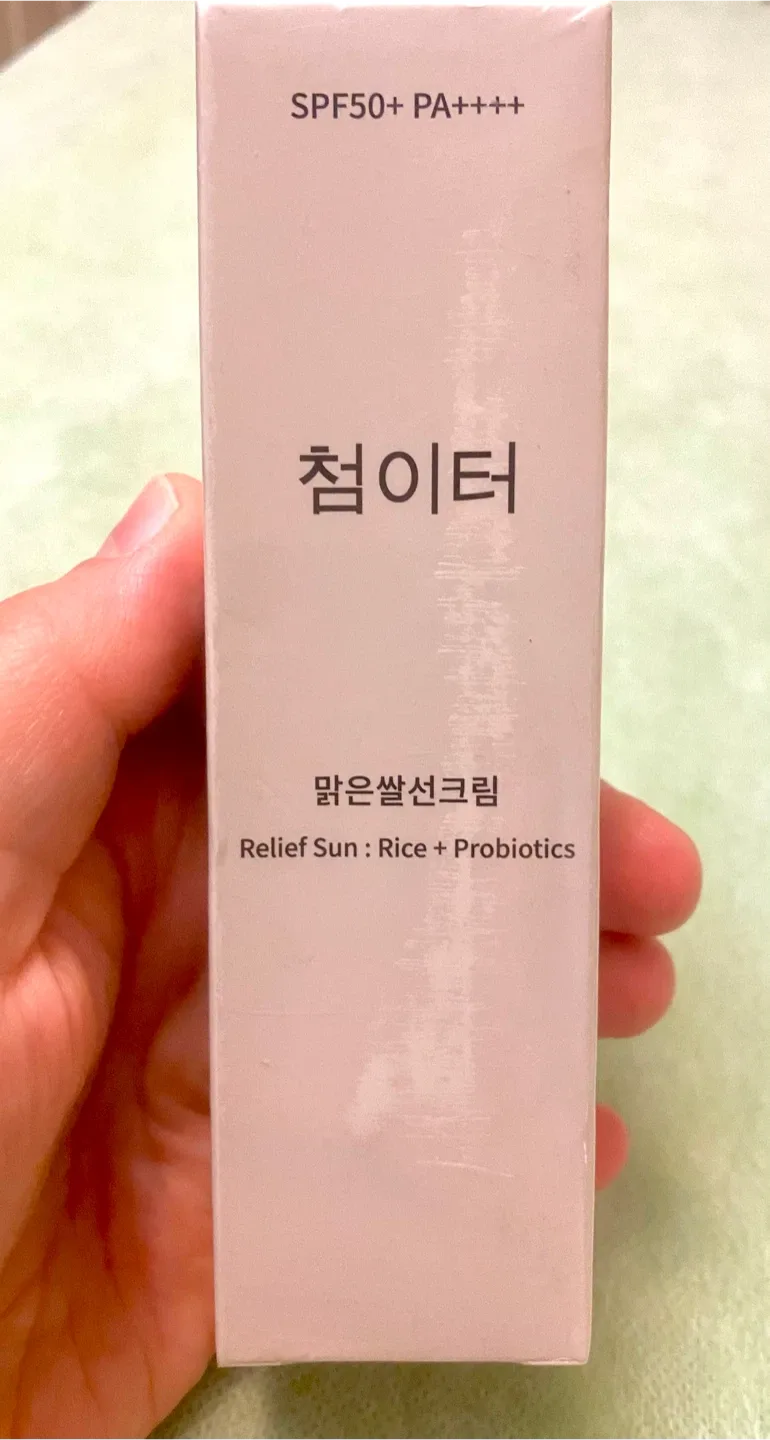 SPF50+ PA++++
첨이터
맑은쌀선크림
Relief Sun : Rice + Probiotics